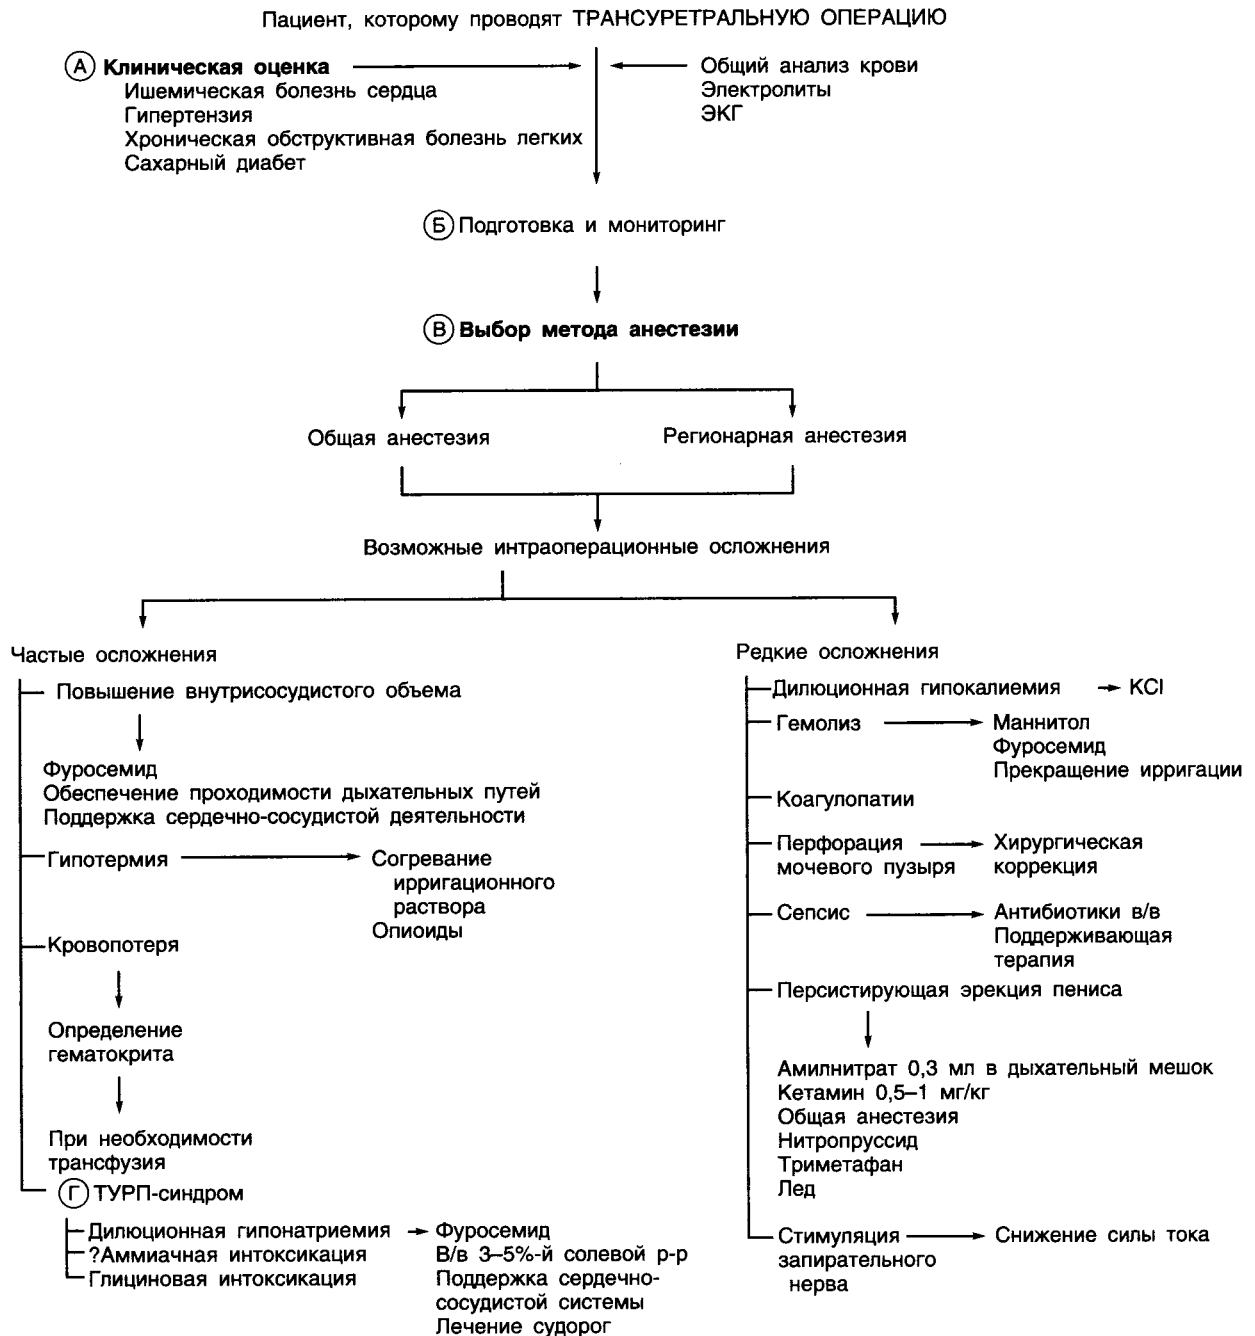 Пациент, которому проводят ТРАНСУРЕТРАЛЬНУЮ ОПЕРАЦИЮ
А Клиническая оценка
Ишемическая болезнь сердца
Гипертензия
Хроническая обструктивная болезнь легких
Сахарный диабет
Общий анализ крови
Электролиты
ЭКГ
Б Подготовка и мониторинг
В Выбор метода анестезии
Общая анестезия
Регионарная анестезия
Возможные интраоперационные осложнения
Частые осложнения
Повышение внутрисосудистого объема
Фуросемид
Обеспечение проходимости дыхательных путей
Поддержка сердечно-сосудистой деятельности
Гипотермия
Согревание
ирригационного
раствора
Опиоиды
Кровопотеря
Определение
гематокрита
При необходимости
трансфузия
Г ТУРП-синдром
Дилюционная гипонатриемия
?Аммиачная интоксикация
Глициновая интоксикация
Фуросемид
В/в 3–5%-й солевой р-р
Поддержка сердечно-
сосудистой системы
Лечение судорог
Редкие осложнения
Дилюционная гипокалиемия
KCl
Гемолиз
Маннитол
Фуросемид
Прекращение ирригации
Коагулопатии
Перфорация
мочевого пузыря
Хирургическая
коррекция
Сепсис
Антибиотики в/в
Поддерживающая
терапия
Персистирующая эрекция пениса
Амилнитрат 0,3 мл в дыхательный мешок
Кетамин 0,5–1 мг/кг
Общая анестезия
Нитропруссид
Триметафан
Лед
Стимуляция
запирательного
нерва
Снижение силы тока